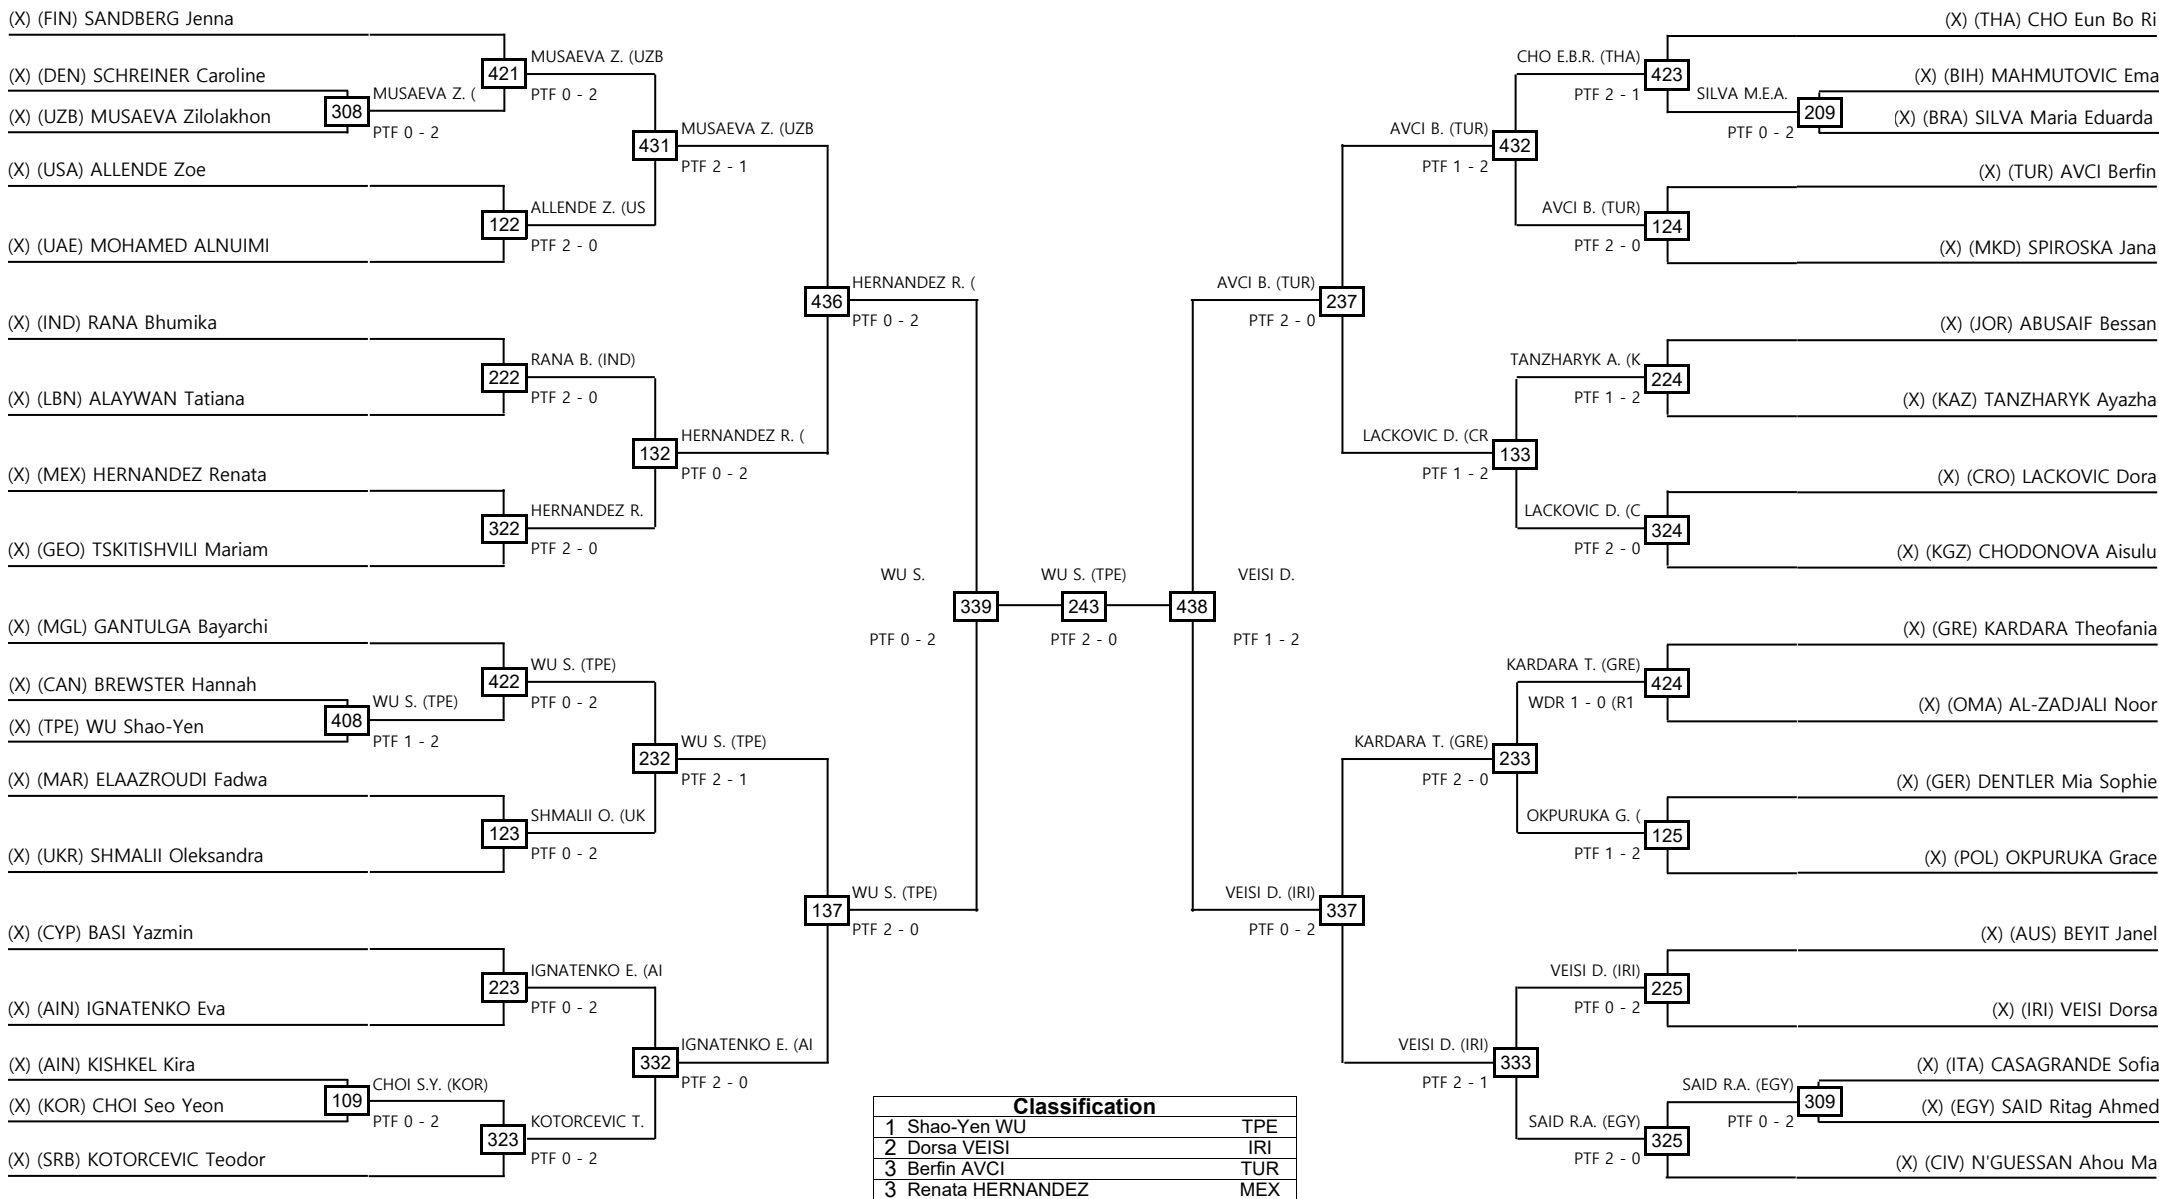 (X) (FIN) SANDBERG Jenna
(X) (DEN) SCHREINER Caroline
(X) (UZB) MUSAEVA Zilolakhon
(X) (USA) ALLENDE Zoe
(X) (UAE) MOHAMED ALNUIMI
(X) (IND) RANA Bhumika
(X) (LBN) ALAYWAN Tatiana
(X) (MEX) HERNANDEZ Renata
(X) (GEO) TSKITISHVILI Mariam
(X) (MGL) GANTULGA Bayarchi
(X) (CAN) BREWSTER Hannah
(X) (TPE) WU Shao-Yen
(X) (MAR) ELAAZROUDI Fadwa
(X) (UKR) SHMALII Oleksandra
(X) (CYP) BASI Yazmin
(X) (AIN) IGNATENKO Eva
(X) (AIN) KISHKEL Kira
(X) (KOR) CHOI Seo Yeon
(X) (SRB) KOTORCEVIC Teodor
308
MUSAEVA Z. (
PTF 0 - 2
408
WU S. (TPE)
PTF 1 - 2
109
CHOI S.Y. (KOR)
PTF 0 - 2
421
MUSAEVA Z. (UZB
PTF 0 - 2
122
ALLENDE Z. (US
PTF 2 - 0
222
RANA B. (IND)
PTF 2 - 0
322
HERNANDEZ R.
PTF 2 - 0
422
WU S. (TPE)
PTF 0 - 2
123
SHMALII O. (UK
PTF 0 - 2
223
IGNATENKO E. (AI
PTF 0 - 2
323
KOTORCEVIC T.
PTF 0 - 2
431
MUSAEVA Z. (UZB
PTF 2 - 1
132
HERNANDEZ R. (
PTF 0 - 2
232
WU S. (TPE)
PTF 2 - 1
332
IGNATENKO E. (AI
PTF 2 - 0
436
HERNANDEZ R. (
PTF 0 - 2
137
WU S. (TPE)
PTF 2 - 0
WU S.
339
PTF 0 - 2
WU S. (TPE)
243
PTF 2 - 0
VEISI D.
438
PTF 1 - 2
AVCI B. (TUR)
237
PTF 2 - 0
VEISI D. (IRI)
337
PTF 0 - 2
AVCI B. (TUR)
432
PTF 1 - 2
LACKOVIC D. (CR
133
PTF 1 - 2
KARDARA T. (GRE)
233
PTF 2 - 0
VEISI D. (IRI)
333
PTF 2 - 1
CHO E.B.R. (THA)
423
PTF 2 - 1
AVCI B. (TUR)
124
PTF 2 - 0
TANZHARYK A. (K
224
PTF 1 - 2
LACKOVIC D. (C
324
PTF 2 - 0
KARDARA T. (GRE)
424
WDR 1 - 0 (R1
OKPURUKA G. (
125
PTF 1 - 2
VEISI D. (IRI)
225
PTF 0 - 2
SAID R.A. (EGY)
325
PTF 2 - 0
SILVA M.E.A.
209
PTF 0 - 2
SAID R.A. (EGY)
309
PTF 0 - 2
(X) (THA) CHO Eun Bo Ri
(X) (BIH) MAHMUTOVIC Ema
(X) (BRA) SILVA Maria Eduarda
(X) (TUR) AVCI Berfin
(X) (MKD) SPIROSKA Jana
(X) (JOR) ABUSAIF Bessan
(X) (KAZ) TANZHARYK Ayazha
(X) (CRO) LACKOVIC Dora
(X) (KGZ) CHODONOVA Aisulu
(X) (GRE) KARDARA Theofania
(X) (OMA) AL-ZADJALI Noor
(X) (GER) DENTLER Mia Sophie
(X) (POL) OKPURUKA Grace
(X) (AUS) BEYIT Janel
(X) (IRI) VEISI Dorsa
(X) (ITA) CASAGRANDE Sofia
(X) (EGY) SAID Ritag Ahmed
(X) (CIV) N'GUESSAN Ahou Ma
Classification
1 Shao-Yen WU TPE
2 Dorsa VEISI IRI
3 Berfin AVCI TUR
3 Renata HERNANDEZ MEX